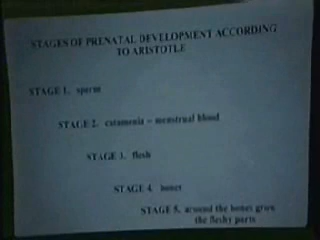 STAGES OF PRENATAL DEVELOPMENT ACCORDING
TO ARISTOTLE
STAGE 1. sperm
STAGE 2. catamenia - menstrual blood
STAGE 3. flesh
STAGE 4. bones
STAGE 5. around the bones grow
the fleshy parts